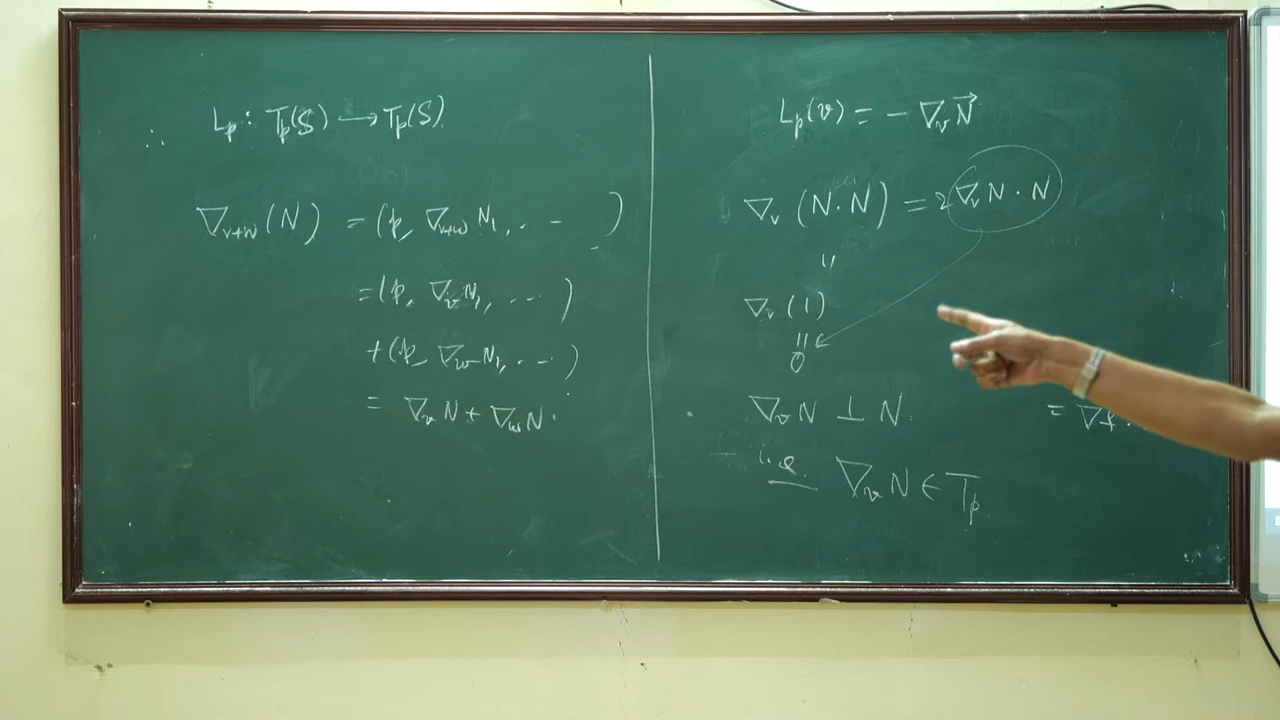 ∴ L_p : T_p(S) ⟶ T_p(S).
∇_{v+w}(N) = (p, ∇_{v+w} N_1, ... )
= (p, ∇_v N_1, ... )
+ (p, ∇_w N_1, ... )
= ∇_v N + ∇_w N.
L_p(v) = - ∇_v N⃗
∇_v (N·N) = 2 ∇_v N · N
"
∇_v (1)
"
0
∇_v N ⊥ N.
i.e. ∇_v N ∈ T_p
= ∇f.